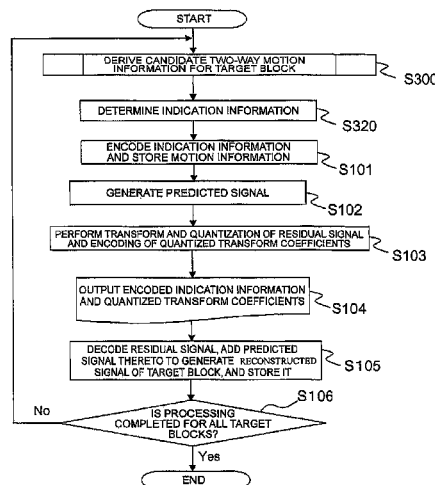 START
DERIVE CANDIDATE TWO-WAY MOTION
INFORMATION FOR TARGET BLOCK
S300
DETERMINE INDICATION INFORMATION
S320
ENCODE INDICATION INFORMATION
AND STORE MOTION INFORMATION
S101
GENERATE PREDICTED SIGNAL
S102
PERFORM TRANSFORM AND QUANTIZATION OF RESIDUAL SIGNAL
AND ENCODING OF QUANTIZED TRANSFORM COEFFICIENTS
S103
OUTPUT ENCODED INDICATION INFORMATION
AND QUANTIZED TRANSFORM COEFFICIENTS
S104
DECODE RESIDUAL SIGNAL, ADD PREDICTED
SIGNAL THERETO TO GENERATE RECONSTRUCTED
SIGNAL OF TARGET BLOCK, AND STORE IT
S105
S106
No
IS PROCESSING
COMPLETED FOR ALL TARGET
BLOCKS?
Yes
END